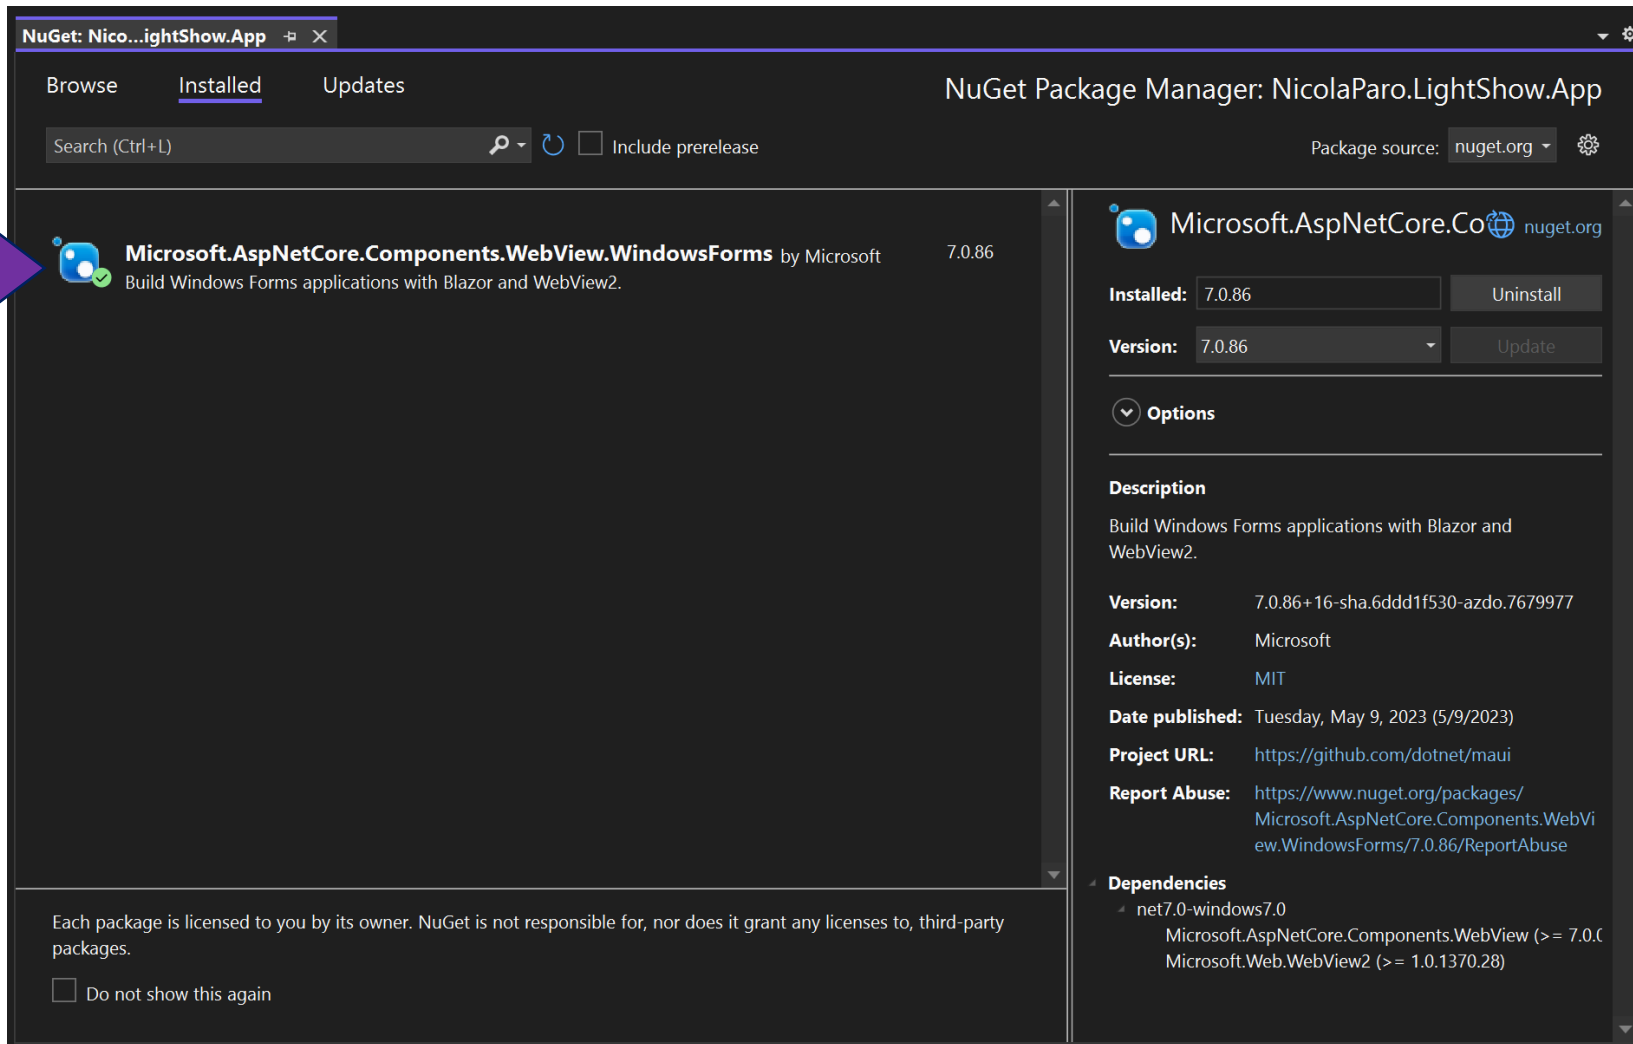 NuGet: Nico...ightShow.App
Browse Installed Updates
NuGet Package Manager: NicolaParo.LightShow.App
Search (Ctrl+L)
Include prerelease
Package source: nuget.org
Microsoft.AspNetCore.Components.WebView.WindowsForms by Microsoft 7.0.86
Build Windows Forms applications with Blazor and WebView2.
Each package is licensed to you by its owner. NuGet is not responsible for, nor does it grant any licenses to, third-party
packages.
Do not show this again
Microsoft.AspNetCore.Co nuget.org
Installed: 7.0.86 Uninstall
Version: 7.0.86 Update
Options
Description
Build Windows Forms applications with Blazor and
WebView2.
Version: 7.0.86+16-sha.6ddd1f530-azdo.7679977
Author(s): Microsoft
License: MIT
Date published: Tuesday, May 9, 2023 (5/9/2023)
Project URL: https://github.com/dotnet/maui
Report Abuse: https://www.nuget.org/packages/
Microsoft.AspNetCore.Components.WebVi
ew.WindowsForms/7.0.86/ReportAbuse
Dependencies
net7.0-windows7.0
Microsoft.AspNetCore.Components.WebView (>= 7.0.0
Microsoft.Web.WebView2 (>= 1.0.1370.28)